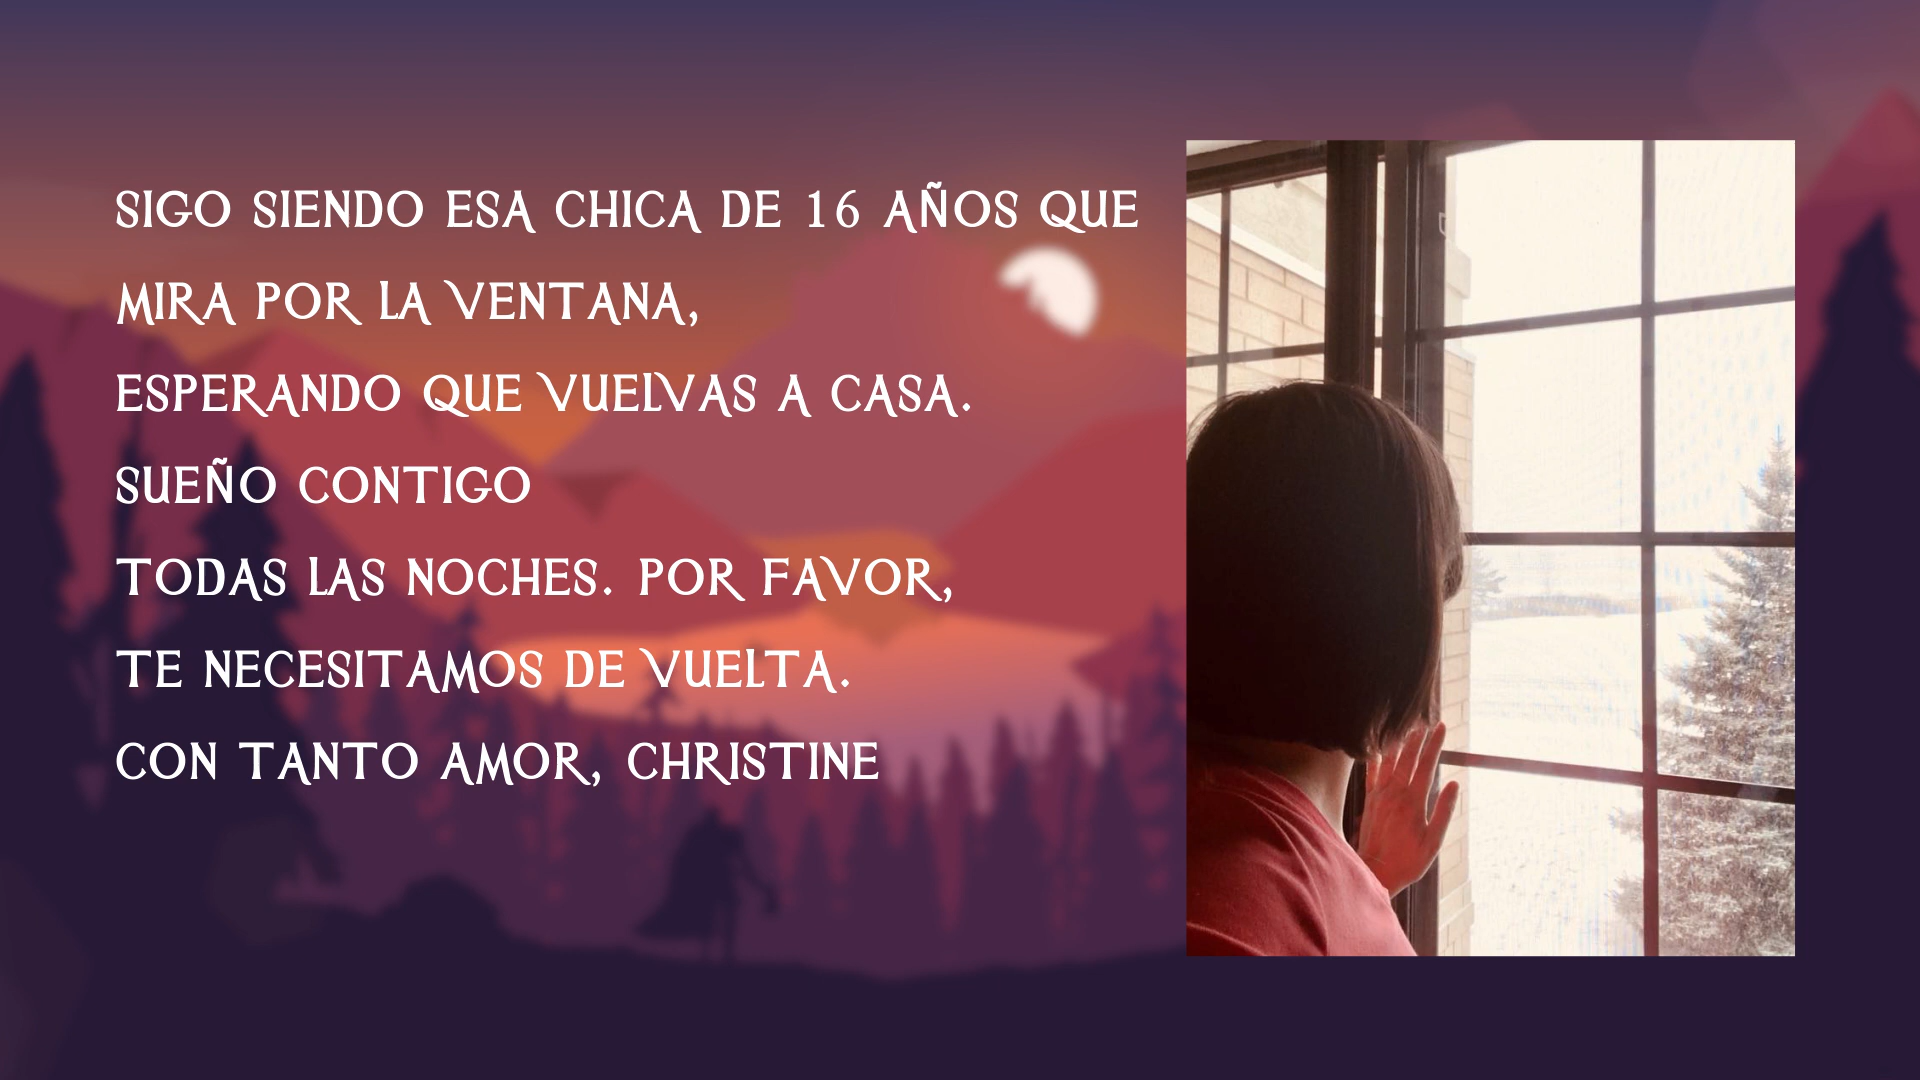 SIGO SIENDO ESA CHICA DE 16 AÑOS QUE
MIRA POR LA VENTANA,
ESPERANDO QUE VUELVAS A CASA.
SUEÑO CONTIGO
TODAS LAS NOCHES. POR FAVOR,
TE NECESITAMOS DE VUELTA.
CON TANTO AMOR, CHRISTINE